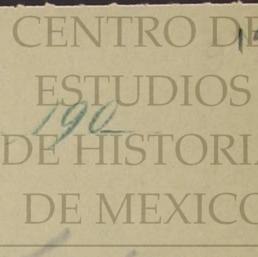 CENTRO DE
ESTUDIOS
190
DE HISTORIA
DE MEXICO